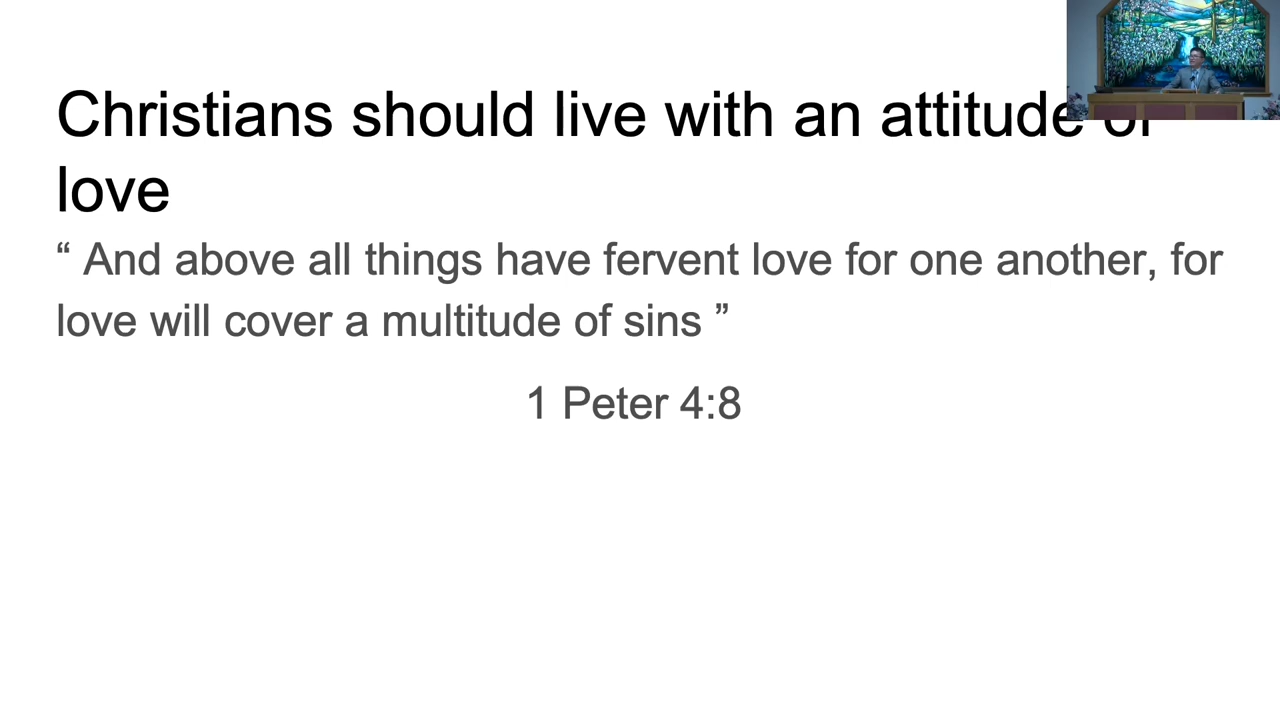 Christians should live with an attitude of
love
“ And above all things have fervent love for one another, for
love will cover a multitude of sins ”
1 Peter 4:8